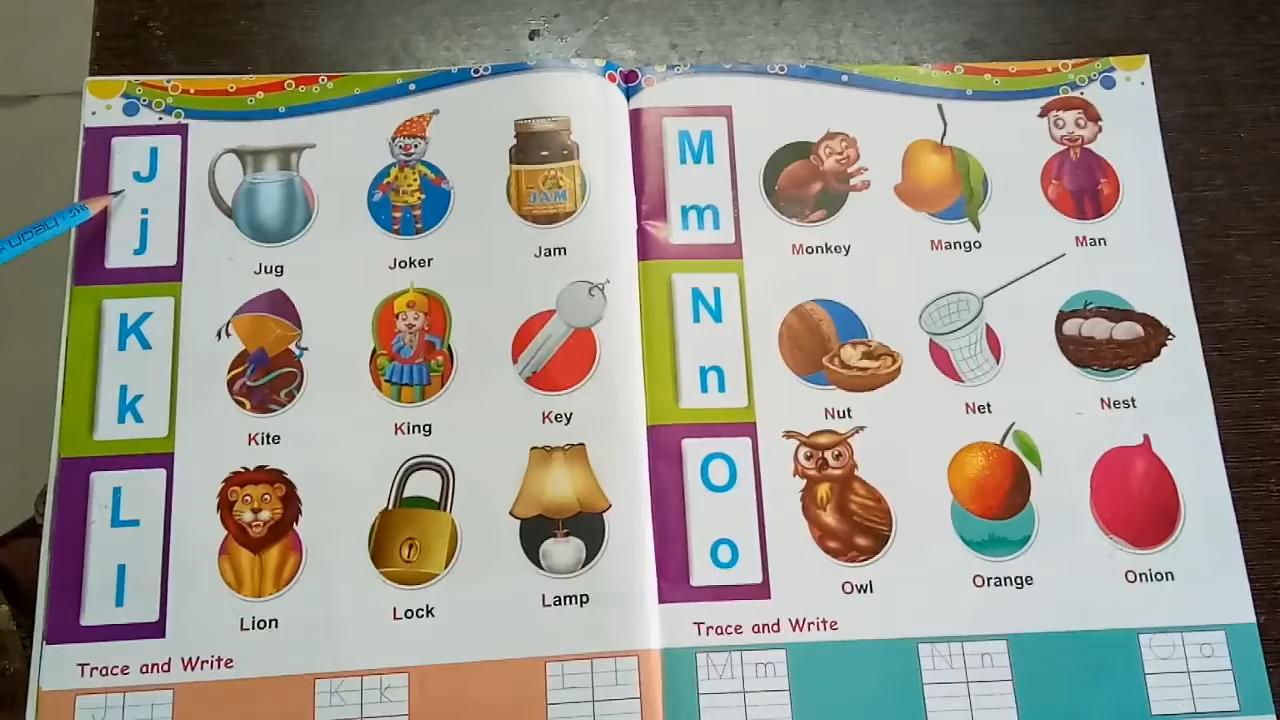 J
j
Jug
Joker
JAM
Jam
K
k
Kite
King
Key
L
l
Lion
Lock
Lamp
Trace and Write
J j
K k
L l
M
m
Monkey
Mango
Man
N
n
Nut
Net
Nest
O
o
Owl
Orange
Onion
Trace and Write
M m
N n
O o